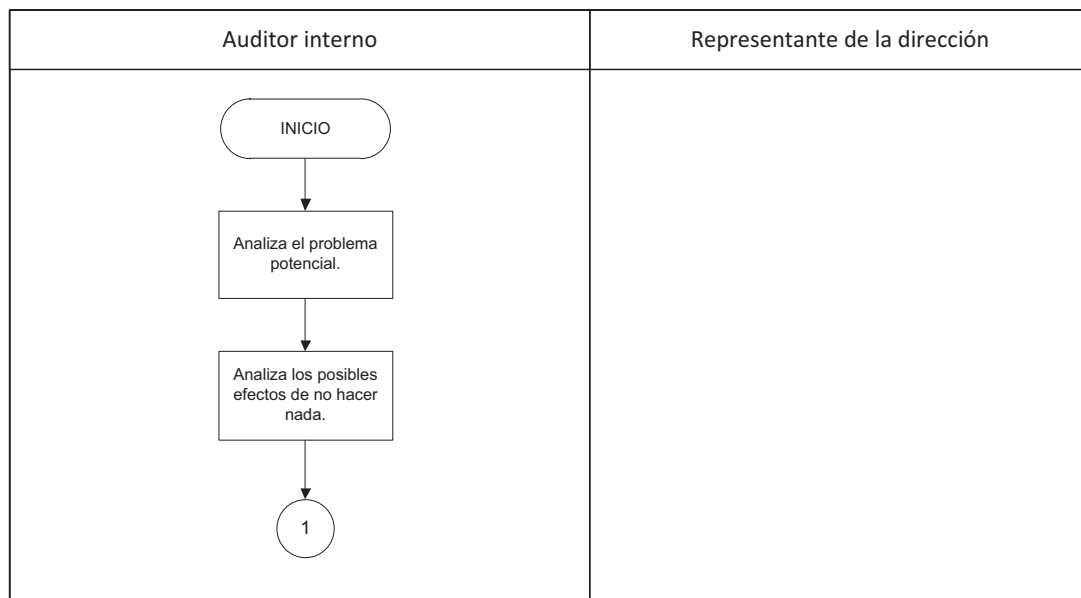 Auditor interno
Representante de la dirección
INICIO
Analiza el problema
potencial.
Analiza los posibles
efectos de no hacer
nada.
1